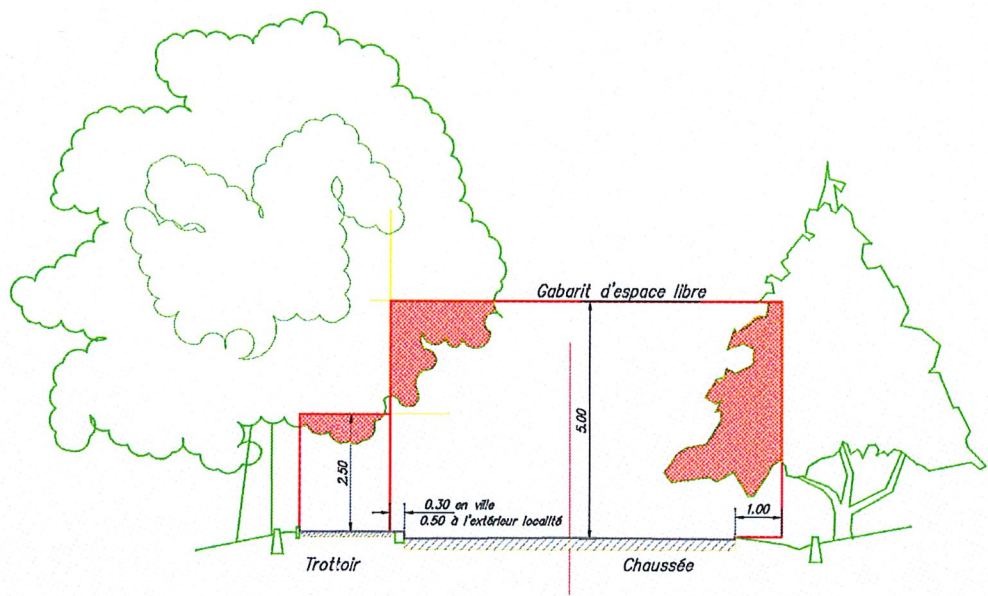 Gabarit d'espace libre
5.00
2.50
0.30 en ville
0.50 à l'extérieur localité
1.00
Trottoir
Chaussée